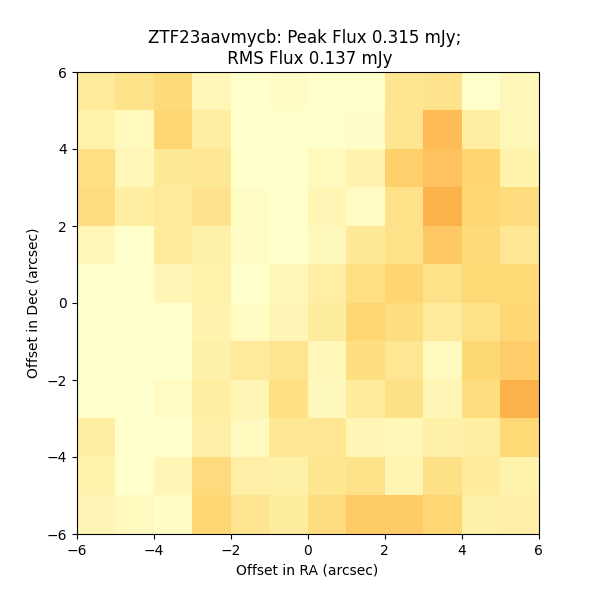 ZTF23aavmycb: Peak Flux 0.315 mJy;
RMS Flux 0.137 mJy
6
4
2
0
−2
−4
−6
Offset in Dec (arcsec)
−6 −4 −2 0 2 4 6
Offset in RA (arcsec)